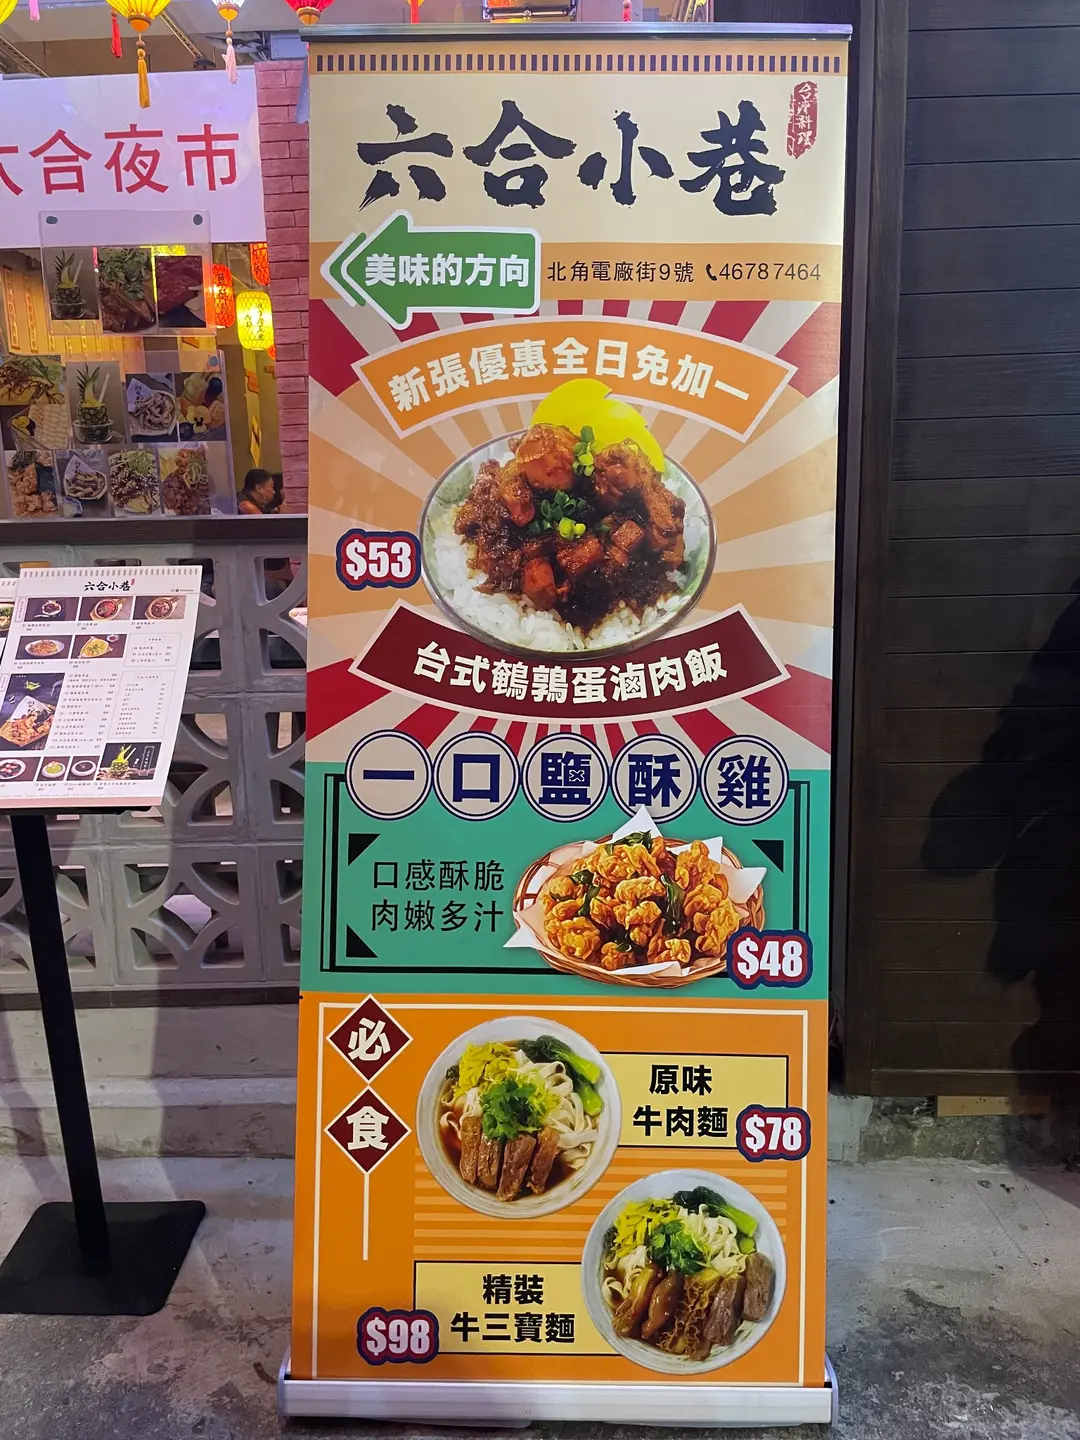 六合小巷
台灣料理
美味的方向
北角電廠街9號 46787464
新張優惠全日免加一
$53
台式鵪鶉蛋滷肉飯
一口鹽酥雞
口感酥脆
肉嫩多汁
$48
必食
原味
牛肉麵
$78
精裝
牛三寶麵
$98
六合夜市
六合小巷